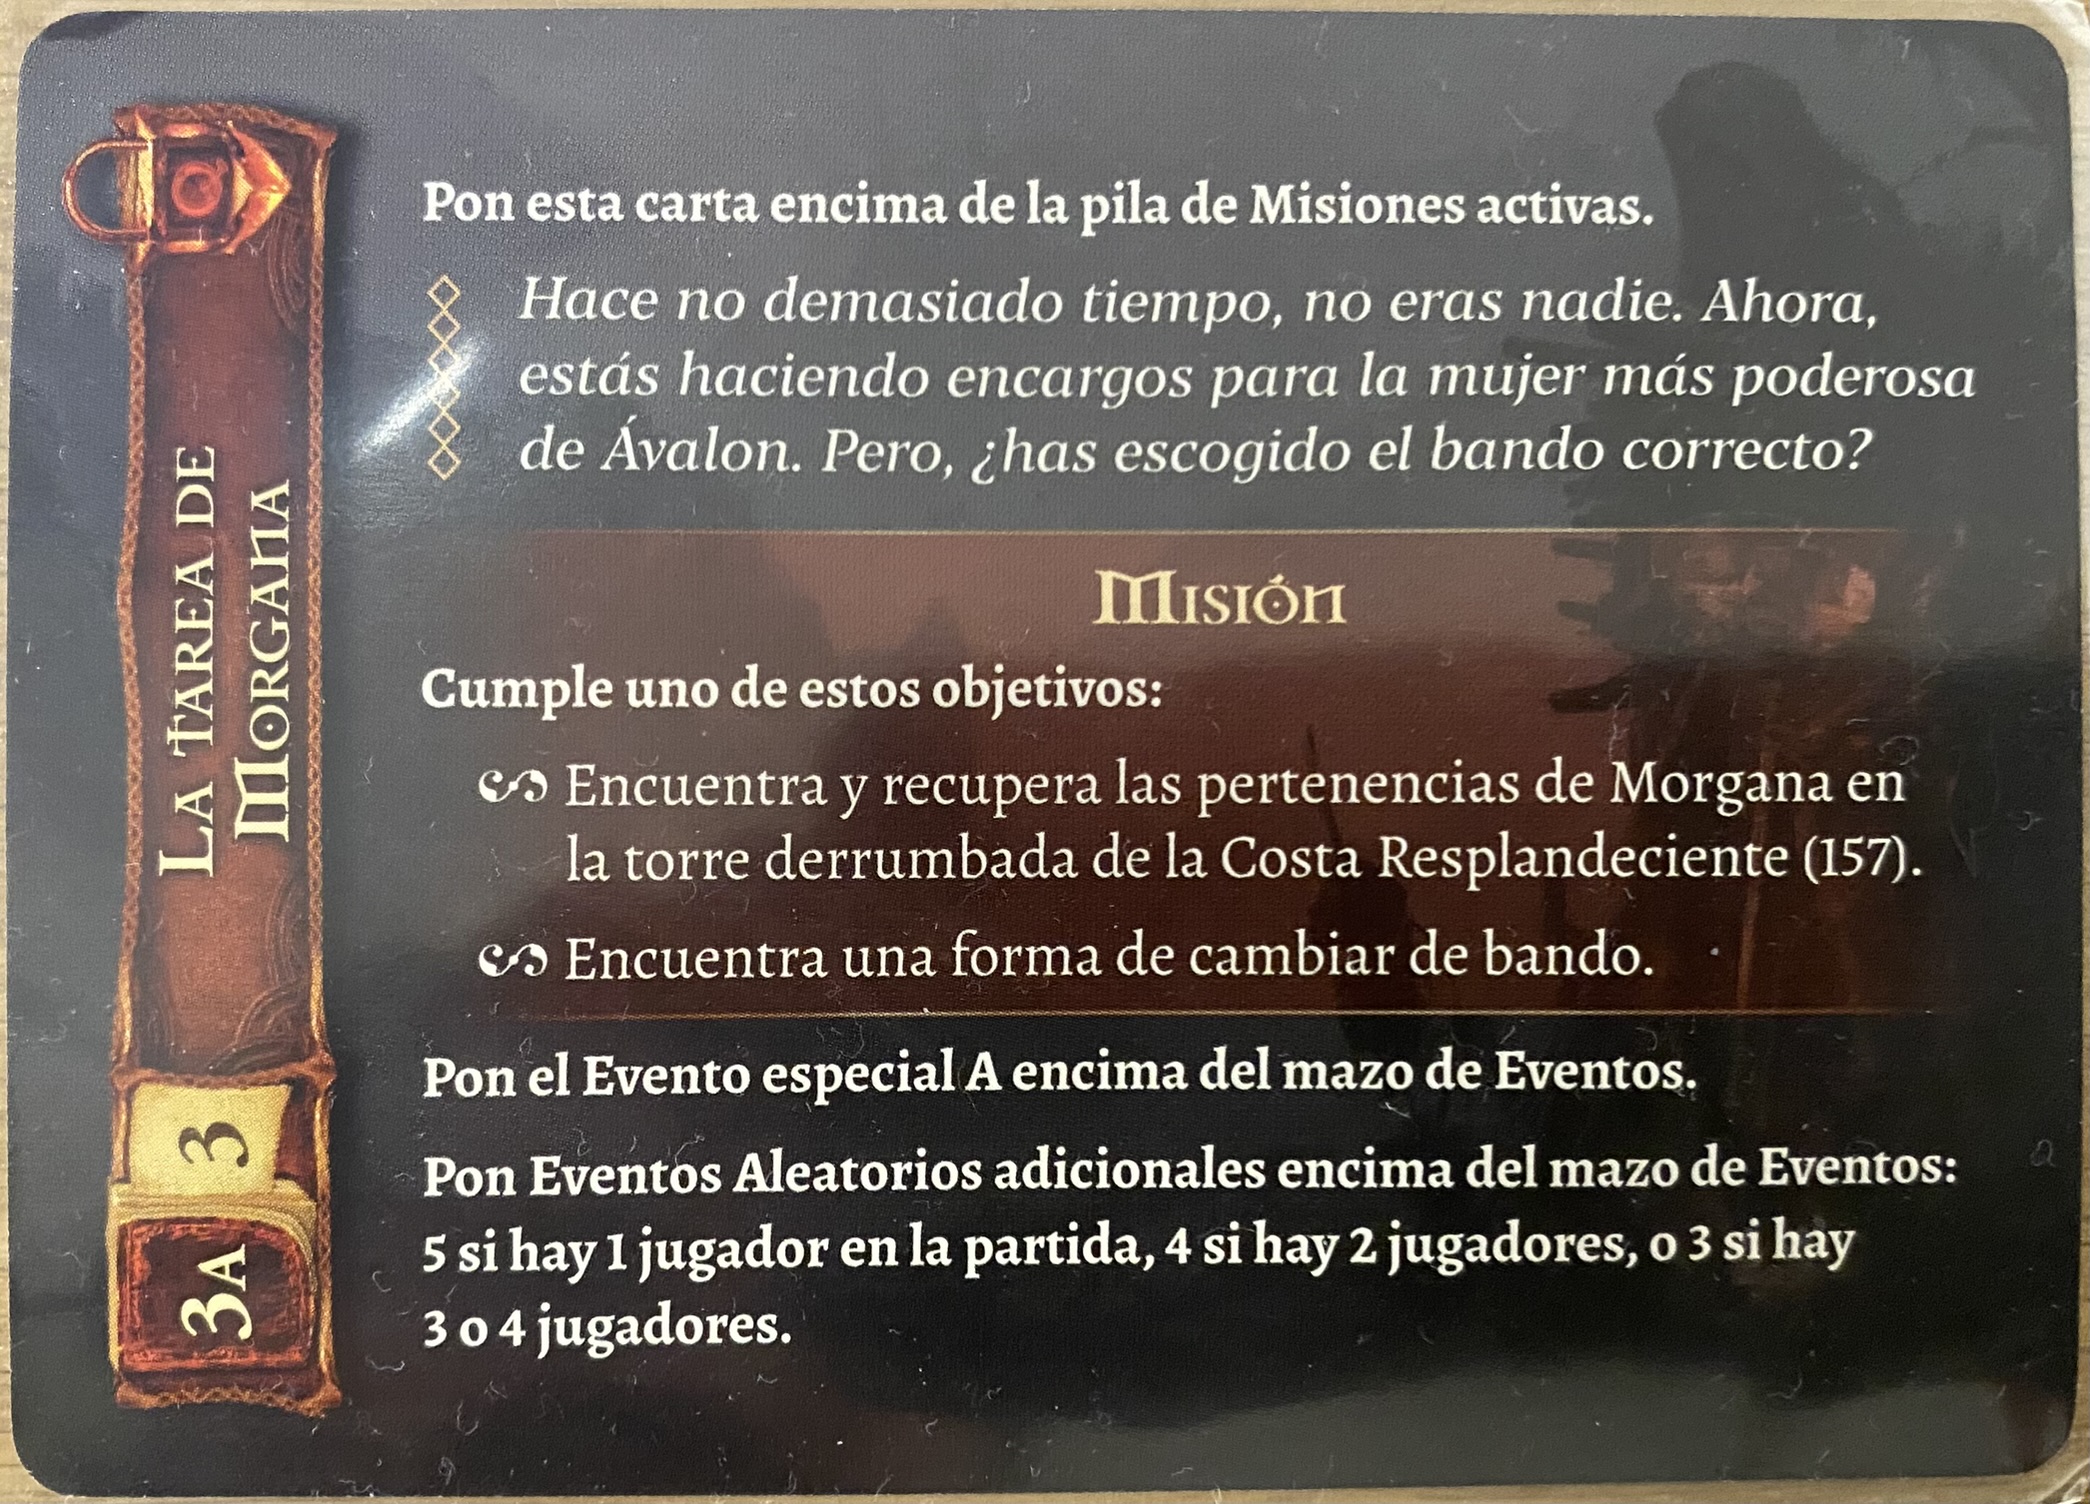 LA TAREA DE
MORGANA
3
3A
Pon esta carta encima de la pila de Misiones activas.
Hace no demasiado tiempo, no eras nadie. Ahora,
estás haciendo encargos para la mujer más poderosa
de Ávalon. Pero, ¿has escogido el bando correcto?
MISIÓN
Cumple uno de estos objetivos:
Encuentra y recupera las pertenencias de Morgana en
la torre derrumbada de la Costa Resplandeciente (157).
Encuentra una forma de cambiar de bando.
Pon el Evento especial A encima del mazo de Eventos.
Pon Eventos Aleatorios adicionales encima del mazo de Eventos:
5 si hay 1 jugador en la partida, 4 si hay 2 jugadores, o 3 si hay
3 o 4 jugadores.